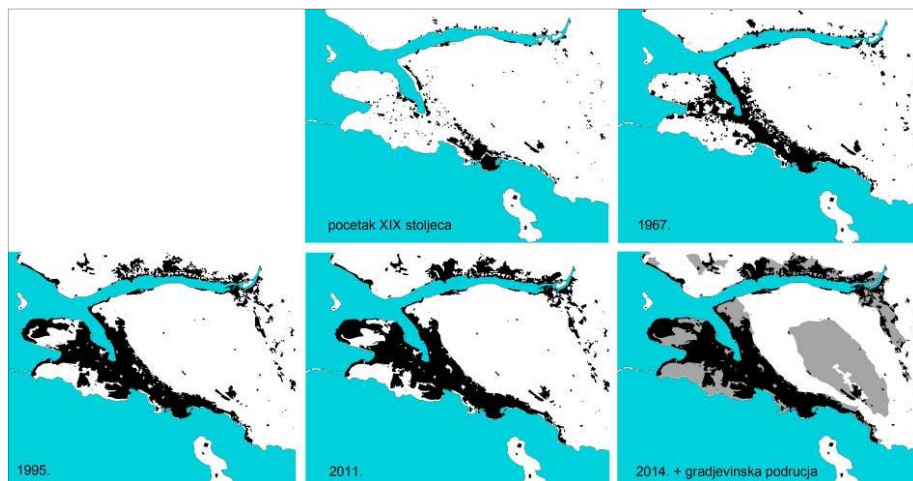 pocetak XIX stoljeca
1967.
1995.
2011.
2014. + gradjevinska podrucja